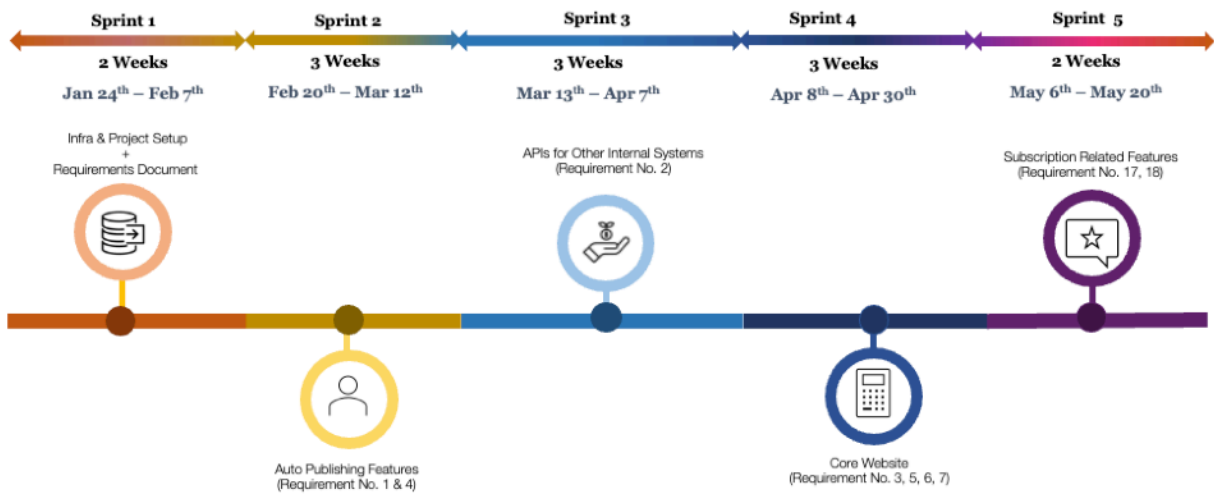 Sprint 1
Sprint 2
Sprint 3
Sprint 4
Sprint 5
2 Weeks
3 Weeks
3 Weeks
3 Weeks
2 Weeks
Jan 24th – Feb 7th
Feb 20th – Mar 12th
Mar 13th – Apr 7th
Apr 8th – Apr 30th
May 6th – May 20th
Infra & Project Setup
+
Requirements Document
APIs for Other Internal Systems
(Requirement No. 2)
Subscription Related Features
(Requirement No. 17, 18)
Auto Publishing Features
(Requirement No. 1 & 4)
Core Website
(Requirement No. 3, 5, 6, 7)